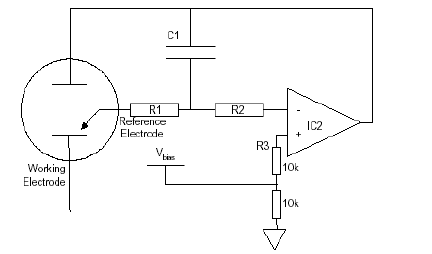 C1
R1
R2
-
+
IC2
Reference
Electrode
R3
Working
Electrode
Vbias
10k
10k